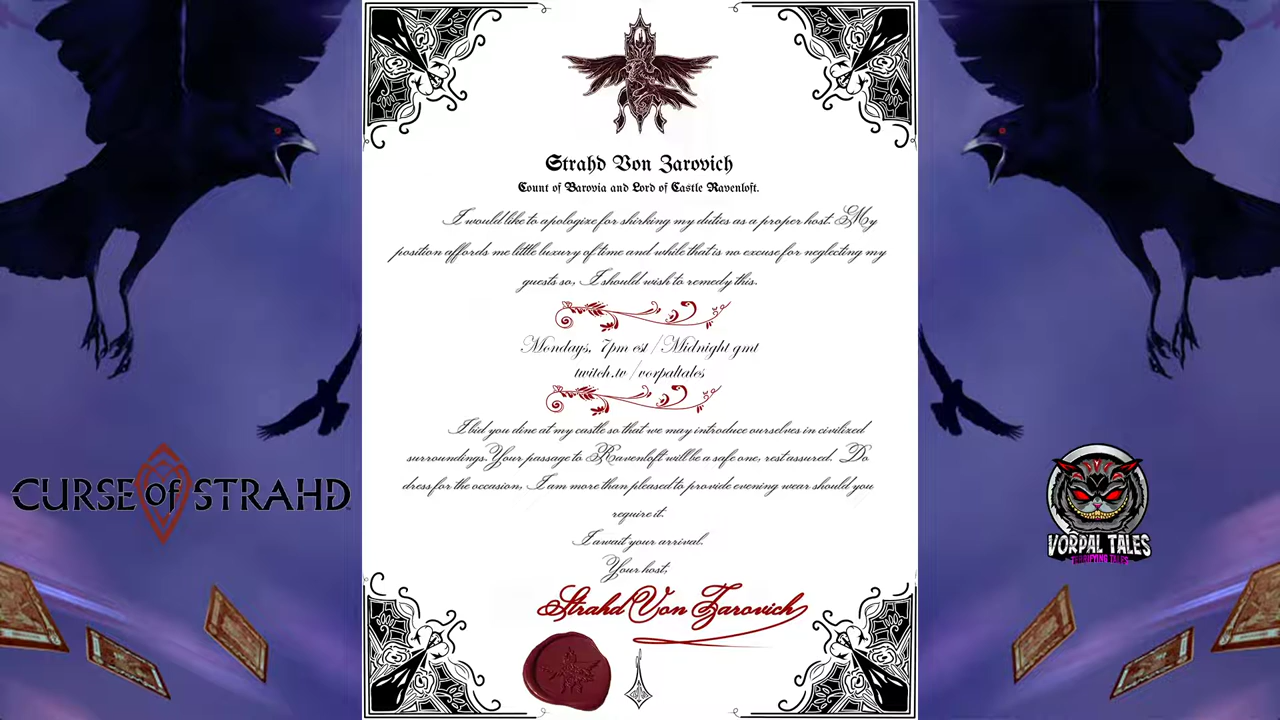 Strahd Von Zarovich
Count of Barovia and Lord of Castle Ravenloft.
I would like to apologize for shirking my duties as a proper host. My
position affords me little luxury of time and while that is no excuse for neglecting my
guests so, I should wish to remedy this.
Mondays, 7pm est / Midnight gmt
twitch.tv/vorpaltales
I bid you dine at my castle so that we may introduce ourselves in civilized
surroundings. Your passage to Ravenloft will be a safe one, rest assured. Do
dress for the occasion, I am more than pleased to provide evening wear should you
require it.
I await your arrival.
Your host,
Strahd Von Zarovich
CURSE of STRAHD
VORPAL TALES
TERRIFYING TALES